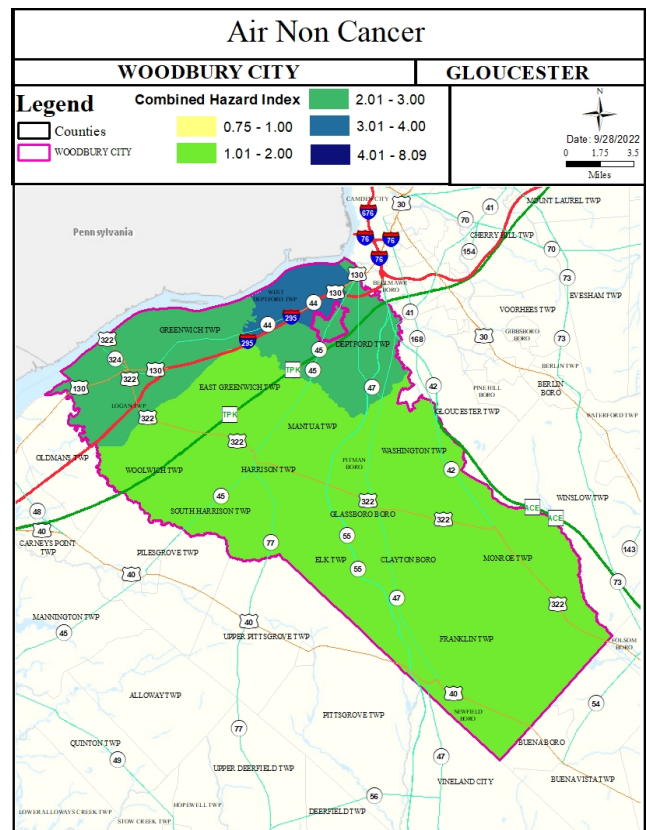 Air Non Cancer
WOODBURY CITY
GLOUCESTER
Legend
Counties
WOODBURY CITY
Combined Hazard Index
0.75 - 1.00
1.01 - 2.00
2.01 - 3.00
3.01 - 4.00
4.01 - 8.09
N
Date: 9/28/2022
0 1.75 3.5
Miles
CAMDEN CITY
30
MOUNT LAUREL TWP
676
41
70
Pennsylvania
76
76
CHERRY HILL TWP
154
70
76
73
130
BELLMAWR
BORO
WEST
DEPTFORD TWP
130
EVESHAM TWP
44
41
VOORHEES TWP
295
44
GREENWICH TWP
322
295
168
30
GIBBSBORO
BORO
73
DEPTFORD TWP
45
324
130
322
TPK
45
BERLIN TWP
130
EAST GREENWICH TWP
47
42
PINE HILL
BORO
BERLIN
BORO
LOGAN TWP
322
TPK
GLOUCESTER TWP
WATERFORD TWP
MANTUA TWP
322
OLDMANS TWP
WASHINGTON TWP
PITMAN
BORO
WOOLWICH TWP
HARRISON TWP
42
45
322
WINSLOW TWP
48
SOUTH HARRISON TWP
GLASSBORO BORO
322
ACE
ACE
40
CARNEYS POINT
TWP
77
55
143
PILESGROVE TWP
ELK TWP
CLAYTON BORO
MONROE TWP
40
55
73
47
322
MANNINGTON TWP
40
45
UPPER PITTSGROVE TWP
FRANKLIN TWP
FOLSOM
BORO
ALLOWAY TWP
40
54
PITTSGROVE TWP
NEWFIELD
BORO
77
QUINTON TWP
BUENA BORO
49
47
UPPER DEERFIELD TWP
BUENA VISTA TWP
VINELAND CITY
56
HOPEWELL TWP
LOWER ALLOWAYS CREEK TWP
DEERFIELD TWP
STOW CREEK TWP